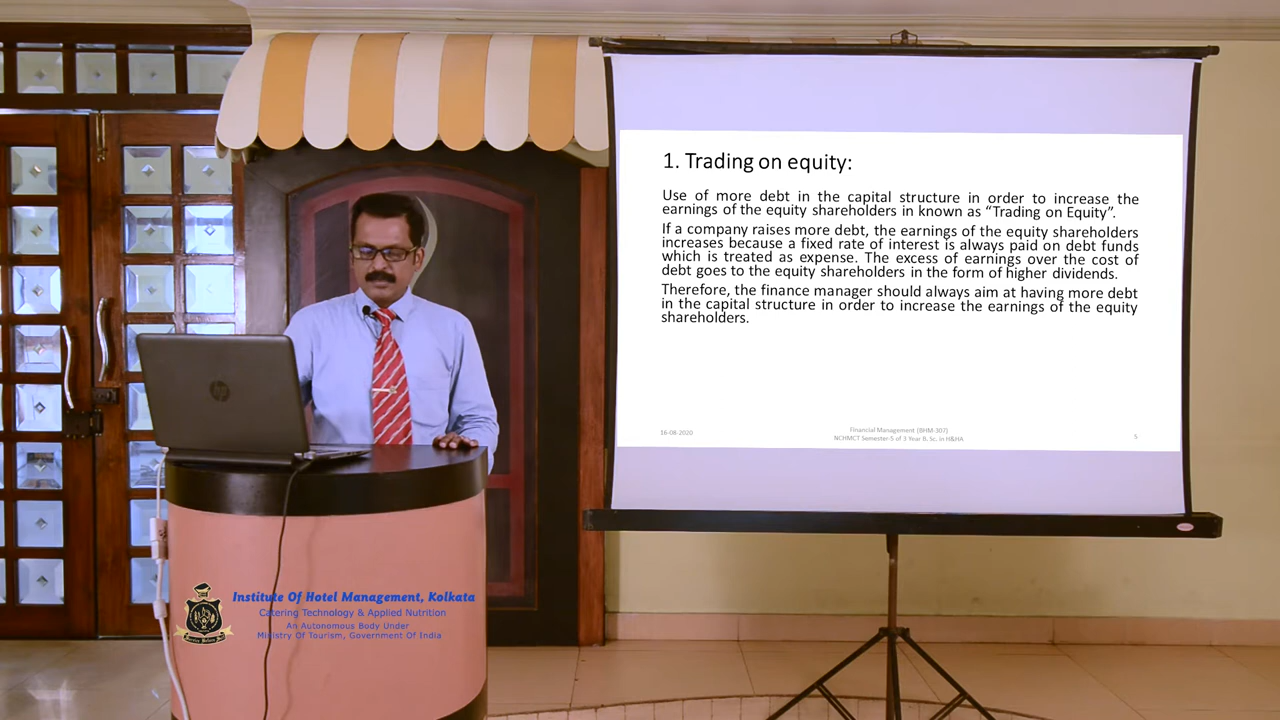 1. Trading on equity:
Use of more debt in the capital structure in order to increase the
earnings of the equity shareholders in known as “Trading on Equity”.
If a company raises more debt, the earnings of the equity shareholders
increases because a fixed rate of interest is always paid on debt funds
which is treated as expense. The excess of earnings over the cost of
debt goes to the equity shareholders in the form of higher dividends.
Therefore, the finance manager should always aim at having more debt
in the capital structure in order to increase the earnings of the equity
shareholders.
16-08-2020
Financial Management (BHM-307)
NCHMCT Semester-5 of 3 Year B. Sc. in H&HA
5
hp
Institute Of Hotel Management, Kolkata
Catering Technology & Applied Nutrition
An Autonomous Body Under
Ministry Of Tourism, Government Of India